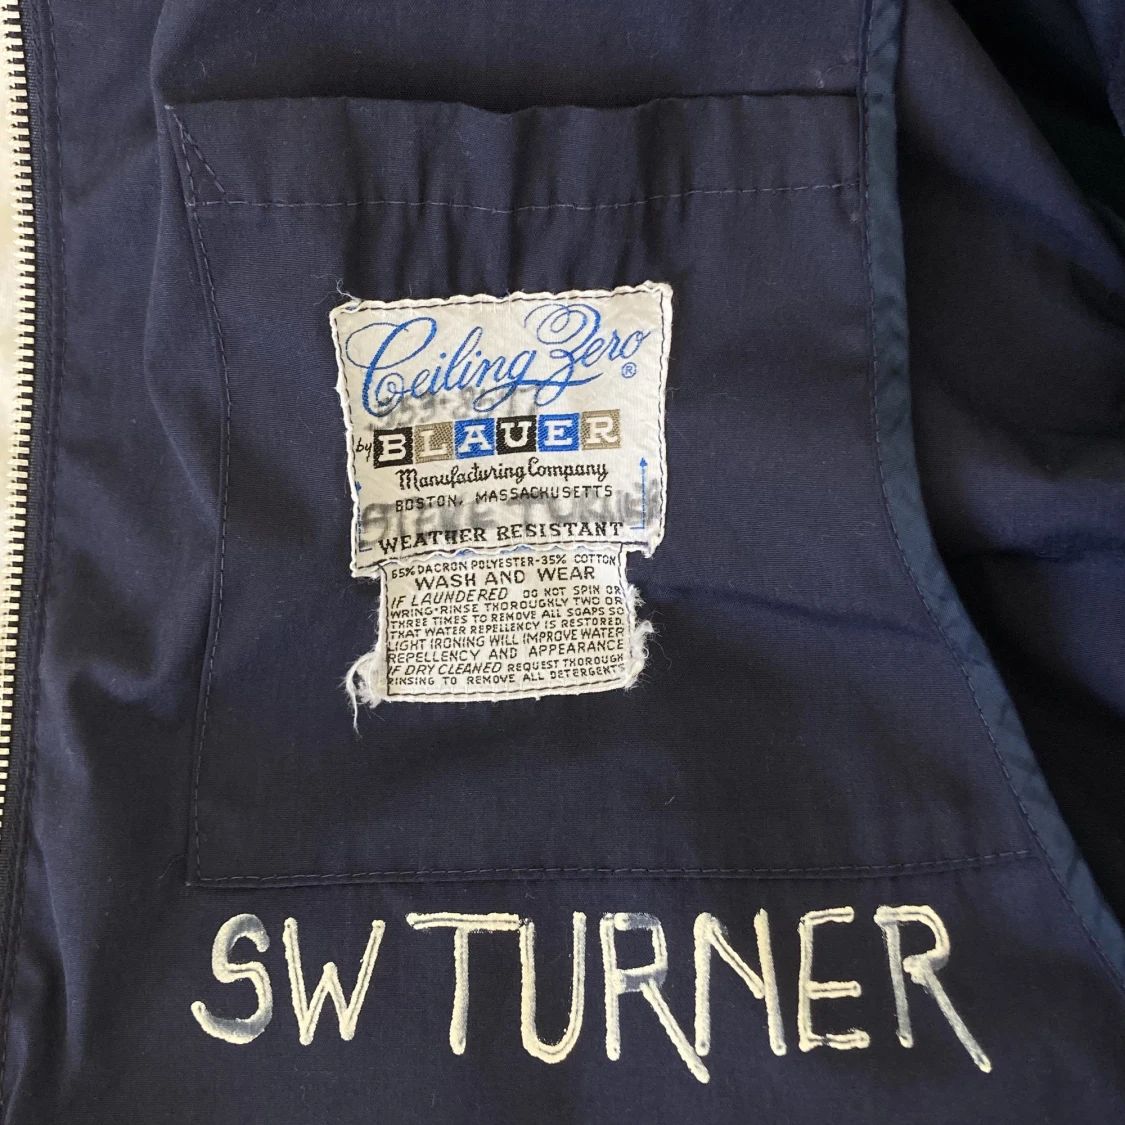 Ceiling Zero ®
by BLAUER
Manufacturing Company
BOSTON, MASSACHUSETTS
STEVE TURNER
WEATHER RESISTANT
65% DACRON POLYESTER-35% COTTON
WASH AND WEAR
IF LAUNDERED DO NOT SPIN OR
WRING•RINSE THOROUGHLY TWO OR
THREE TIMES TO REMOVE ALL SOAPS SO
THAT WATER REPELLENCY IS RESTORED
LIGHT IRONING WILL IMPROVE WATER
REPELLENCY AND APPEARANCE
IF DRY CLEANED REQUEST THOROUGH
RINSING TO REMOVE ALL DETERGENTS
SW TURNER